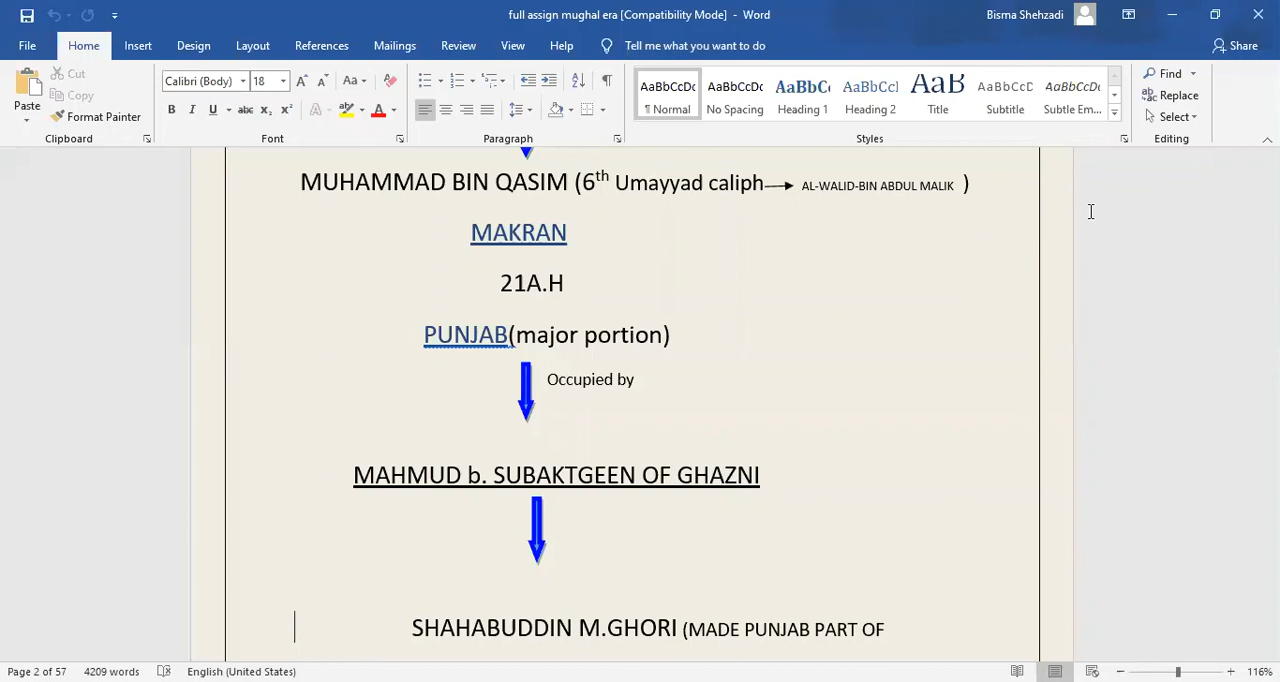 full assign mughal era [Compatibility Mode] - Word
Bisma Shehzadi
File Home Insert Design Layout References Mailings Review View Help Tell me what you want to do Share
Paste
Cut
Copy
Format Painter
Clipboard
Calibri (Body) 18
Font
Paragraph
AaBbCcDc AaBbCcDc AaBbC AaBbCcD AaB AaBbCcD AaBbCcDc
¶ Normal No Spacing Heading 1 Heading 2 Title Subtitle Subtle Em...
Styles
Find
Replace
Select
Editing
MUHAMMAD BIN QASIM (6th Umayyad caliph AL-WALID-BIN ABDUL MALIK )
MAKRAN
21A.H
PUNJAB(major portion)
Occupied by
MAHMUD b. SUBAKTGEEN OF GHAZNI
SHAHABUDDIN M.GHORI (MADE PUNJAB PART OF
Page 2 of 57 4209 words English (United States) 116%